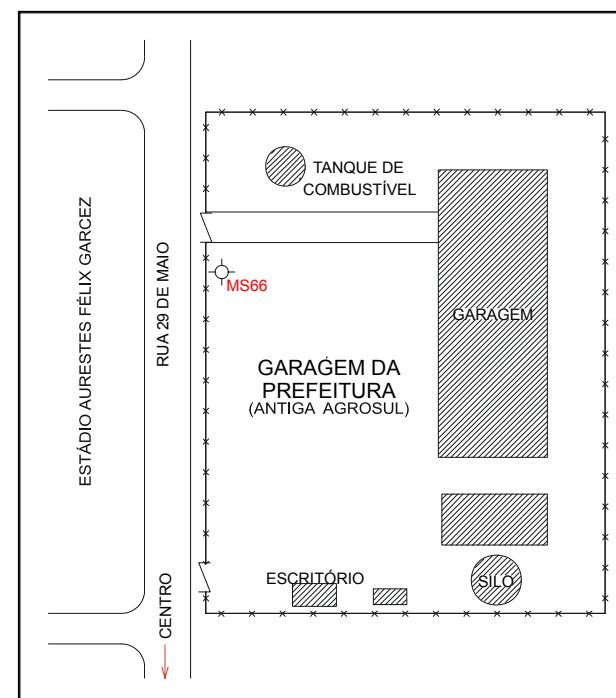 TANQUE DE
COMBUSTÍVEL
ESTÁDIO AURESTES FÉLIX GARCEZ
RUA 29 DE MAIO
MS66
GARAGEM
GARAGEM DA
PREFEITURA
(ANTIGA AGROSUL)
ESCRITÓRIO
SILO
CENTRO